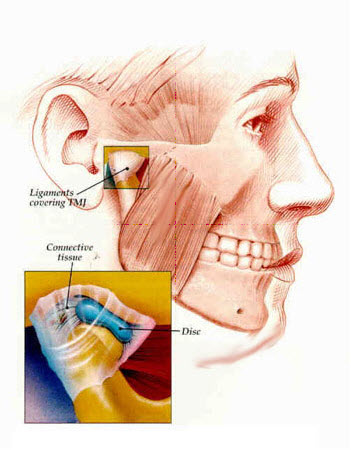 Ligaments
covering TMJ
Connective
tissue
Disc